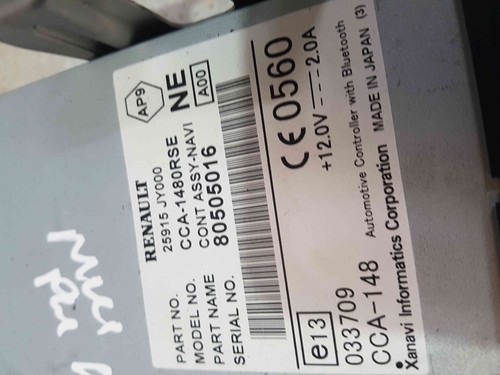 RENAULT
AP9
PART NO. 25915 JY000
MODEL NO. CCA-1480RSE NE
PART NAME CONT ASSY-NAVI A00
SERIAL NO. 80505016
CE0560
+12.0V 2.0A
e13
033709
CCA-148 Automotive Controller with Bluetooth
Xanavi Informatics Corporation MADE IN JAPAN (3)